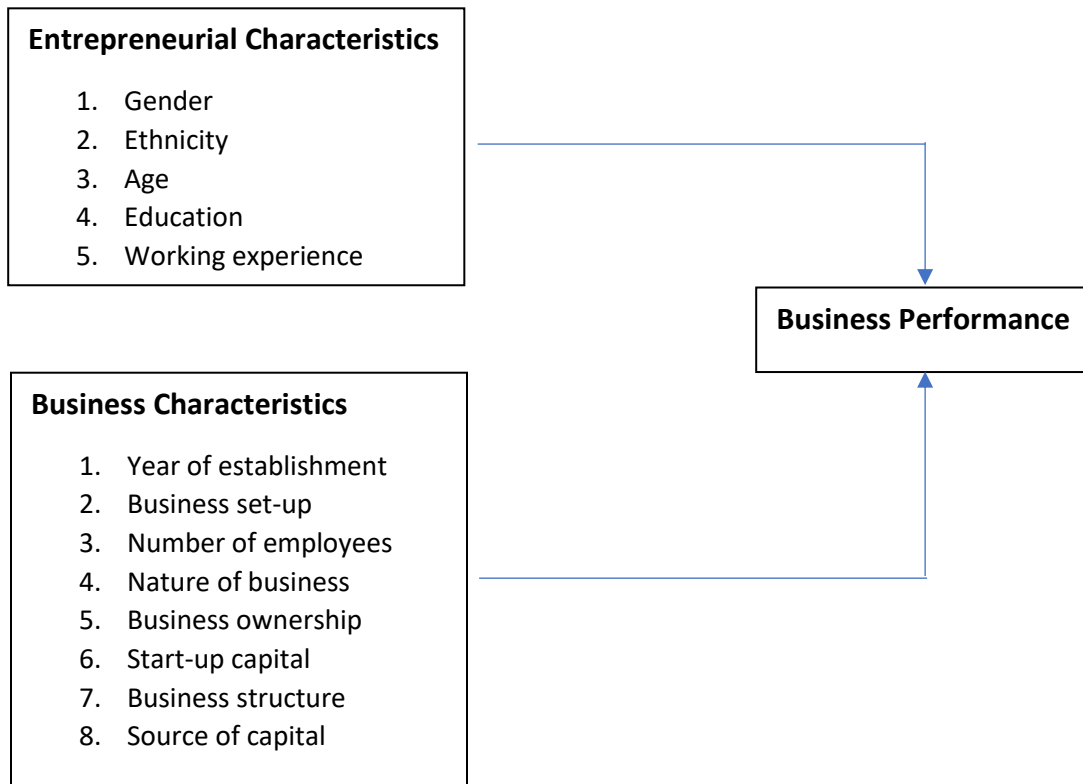 Entrepreneurial Characteristics
1. Gender
2. Ethnicity
3. Age
4. Education
5. Working experience
Business Performance
Business Characteristics
1. Year of establishment
2. Business set-up
3. Number of employees
4. Nature of business
5. Business ownership
6. Start-up capital
7. Business structure
8. Source of capital